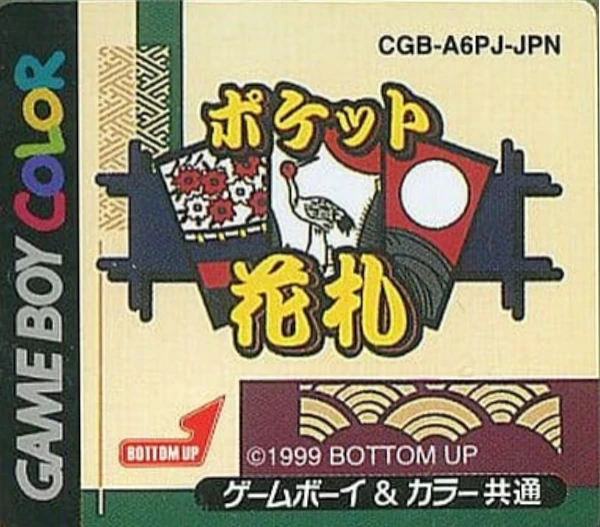 GAME BOY COLOR
CGB-A6PJ-JPN
ポケット
花札
BOTTOM UP
©1999 BOTTOM UP
ゲームボーイ & カラー共通